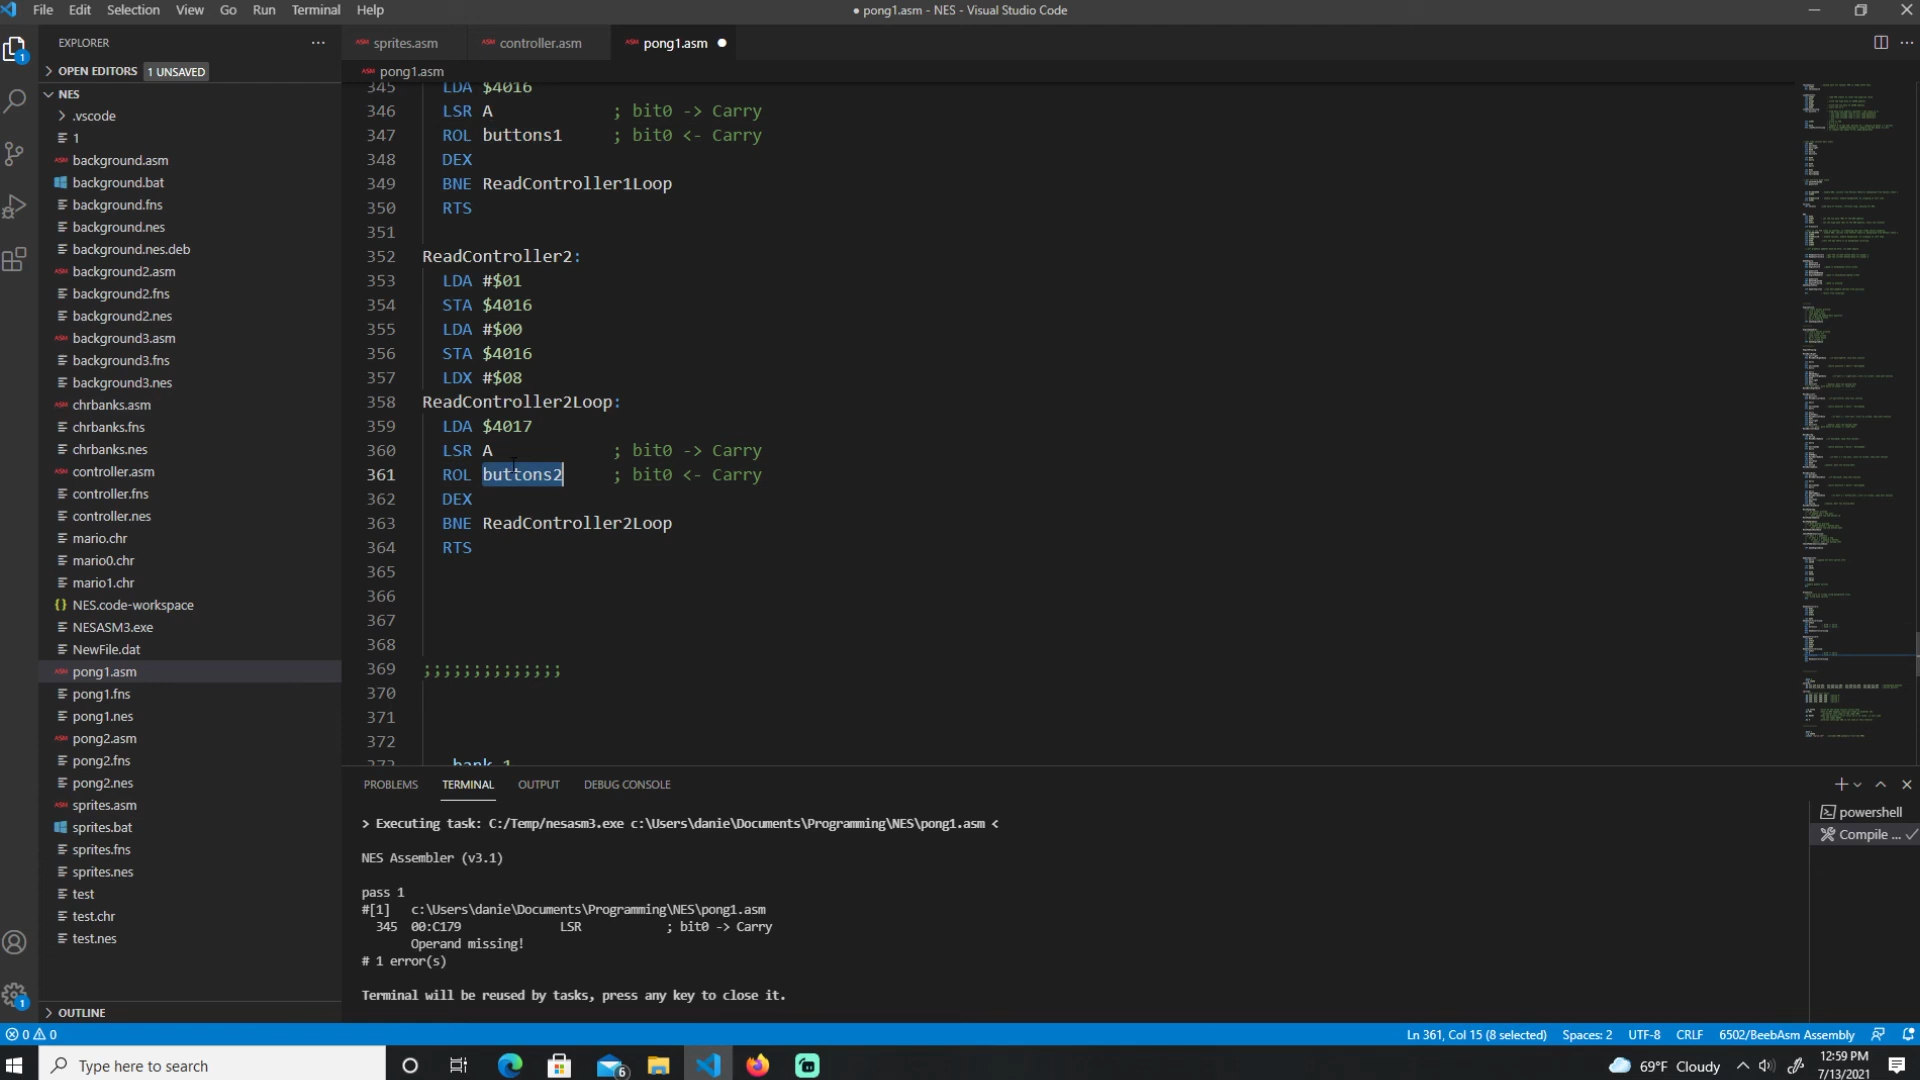 File Edit Selection View Go Run Terminal Help
● pong1.asm - NES - Visual Studio Code
EXPLORER
sprites.asm
controller.asm
pong1.asm
OPEN EDITORS 1 UNSAVED
pong1.asm
NES
.vscode
1
background.asm
background.bat
background.fns
background.nes
background.nes.deb
background2.asm
background2.fns
background2.nes
background3.asm
background3.fns
background3.nes
chrbanks.asm
chrbanks.fns
chrbanks.nes
controller.asm
controller.fns
controller.nes
mario.chr
mario0.chr
mario1.chr
NES.code-workspace
NESASM3.exe
NewFile.dat
pong1.asm
pong1.fns
pong1.nes
pong2.asm
pong2.fns
pong2.nes
sprites.asm
sprites.bat
sprites.fns
sprites.nes
test
test.chr
test.nes
OUTLINE
345 LDA $4016
346 LSR A ; bit0 -> Carry
347 ROL buttons1 ; bit0 <- Carry
348 DEX
349 BNE ReadController1Loop
350 RTS
351
352 ReadController2:
353 LDA #$01
354 STA $4016
355 LDA #$00
356 STA $4016
357 LDX #$08
358 ReadController2Loop:
359 LDA $4017
360 LSR A ; bit0 -> Carry
361 ROL buttons2 ; bit0 <- Carry
362 DEX
363 BNE ReadController2Loop
364 RTS
365
366
367
368
369 ;;;;;;;;;;;;;;
370
371
372
373 .bank 1
PROBLEMS TERMINAL OUTPUT DEBUG CONSOLE
> Executing task: C:/Temp/nesasm3.exe c:\Users\danie\Documents\Programming\NES\pong1.asm <
NES Assembler (v3.1)
pass 1
#[1] c:\Users\danie\Documents\Programming\NES\pong1.asm
345 00:C179 LSR ; bit0 -> Carry
Operand missing!
# 1 error(s)
Terminal will be reused by tasks, press any key to close it.
powershell
Compile ...
0 0
Ln 361, Col 15 (8 selected) Spaces: 2 UTF-8 CRLF 6502/BeebAsm Assembly
Type here to search
69°F Cloudy
12:59 PM
7/13/2021